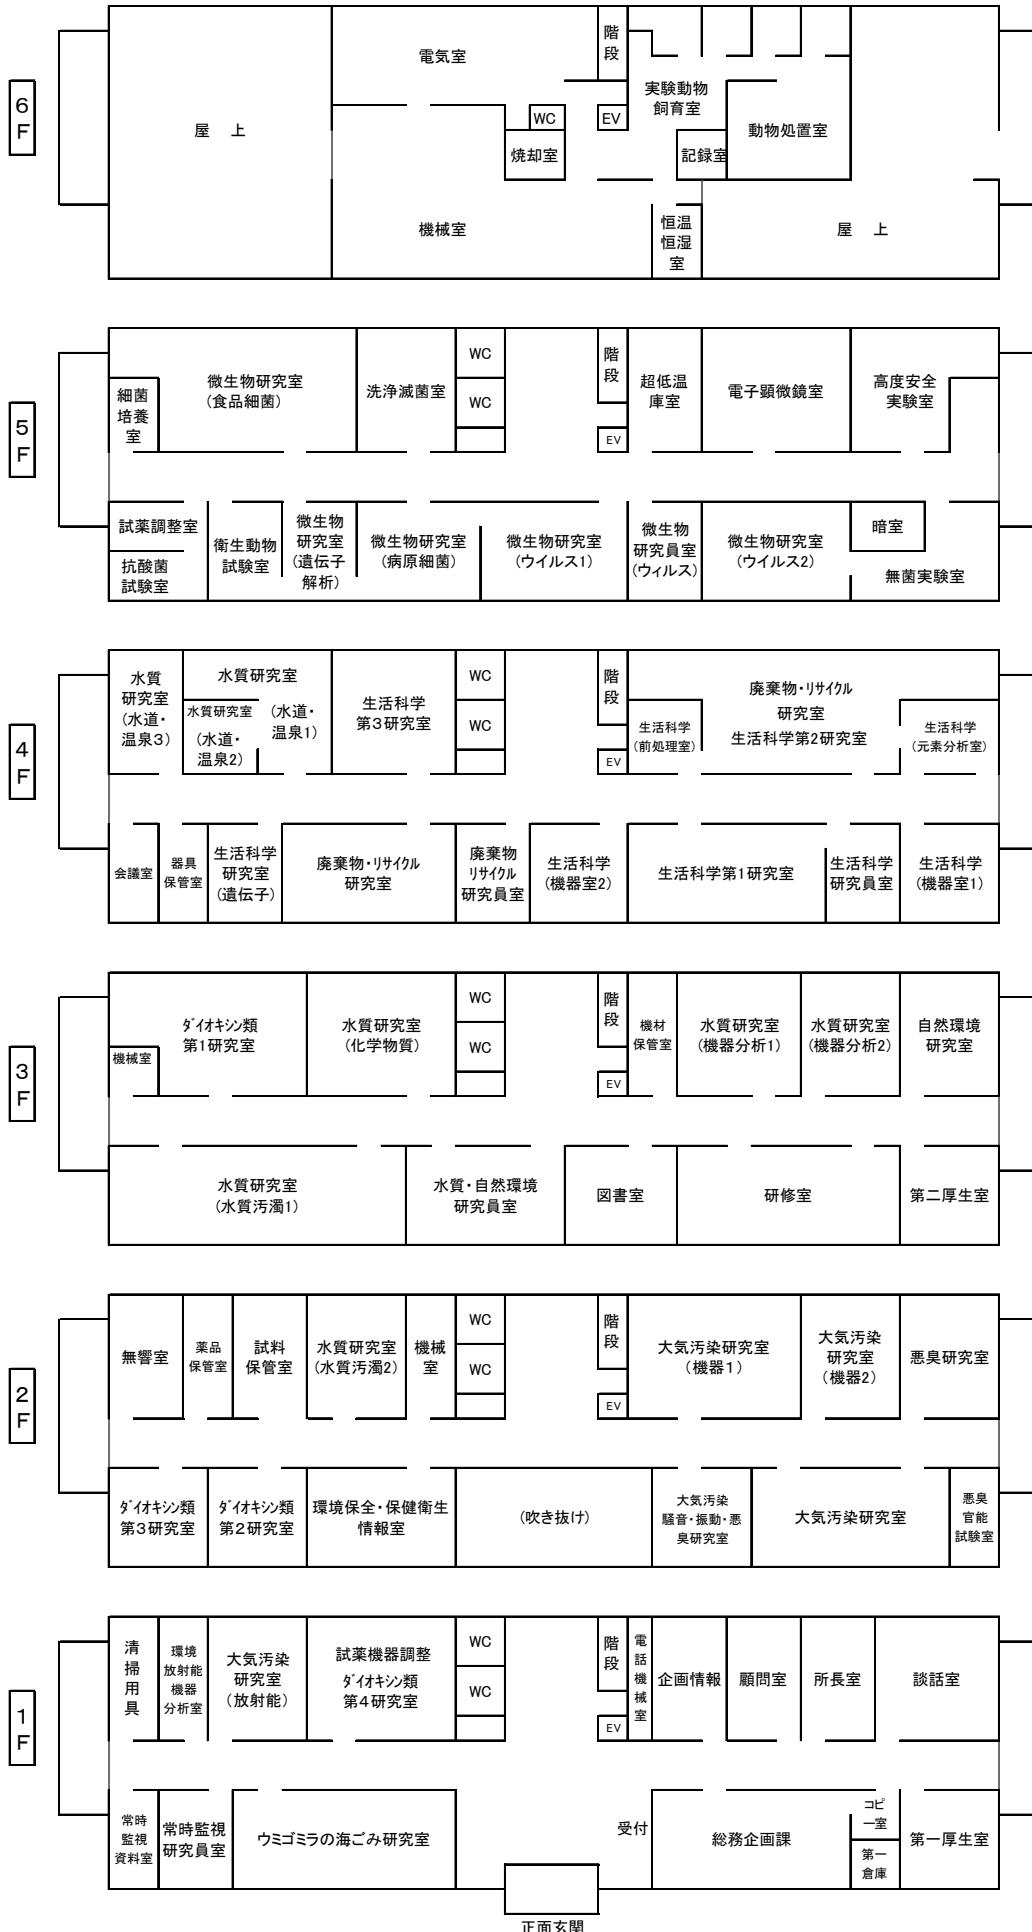 6
F
電気室
階
段
屋 上
実験動物
飼育室
WC
EV
動物処置室
焼却室
記録室
機械室
恒温
恒湿
室
屋 上
5
F
微生物研究室
(食品細菌)
細菌
培養
室
洗浄滅菌室
WC
WC
階
段
EV
超低温
庫室
電子顕微鏡室
高度安全
実験室
試薬調整室
抗酸菌
試験室
衛生動物
試験室
微生物
研究室
(遺伝子
解析)
微生物研究室
(病原細菌)
微生物研究室
(ウイルス1)
微生物
研究員室
(ウィルス)
微生物研究室
(ウイルス2)
暗室
無菌実験室
4
F
水質
研究室
(水道・
温泉3)
水質研究室
(水道・
温泉1)
水質研究室
(水道・
温泉2)
生活科学
第3研究室
WC
WC
階
段
EV
生活科学
(前処理室)
廃棄物・リサイクル
研究室
生活科学第2研究室
生活科学
(元素分析室)
会議室
器具
保管室
生活科学
研究室
(遺伝子)
廃棄物・リサイクル
研究室
廃棄物
リサイクル
研究員室
生活科学
(機器室2)
生活科学第1研究室
生活科学
研究員室
生活科学
(機器室1)
3
F
ダイオキシン類
第1研究室
機械室
水質研究室
(化学物質)
WC
WC
階
段
EV
機材
保管室
水質研究室
(機器分析1)
水質研究室
(機器分析2)
自然環境
研究室
水質研究室
(水質汚濁1)
水質・自然環境
研究員室
図書室
研修室
第二厚生室
2
F
無響室
薬品
保管室
試料
保管室
水質研究室
(水質汚濁2)
機械
室
WC
WC
階
段
EV
大気汚染研究室
(機器1)
大気汚染
研究室
(機器2)
悪臭研究室
ダイオキシン類
第3研究室
ダイオキシン類
第2研究室
環境保全・保健衛生
情報室
(吹き抜け)
大気汚染
騒音・振動・悪
臭研究室
大気汚染研究室
悪臭
官能
試験室
1
F
清
掃
用
具
環境
放射能
機器
分析室
大気汚染
研究室
(放射能)
試薬機器調整
ダイオキシン類
第4研究室
WC
WC
階
段
EV
電
話
機
械
室
企画情報
顧問室
所長室
談話室
常時
監視
資料室
常時監視
研究員室
ウミゴミラの海ごみ研究室
受付
総務企画課
コピ
ー室
第一
倉庫
第一厚生室
正面玄関